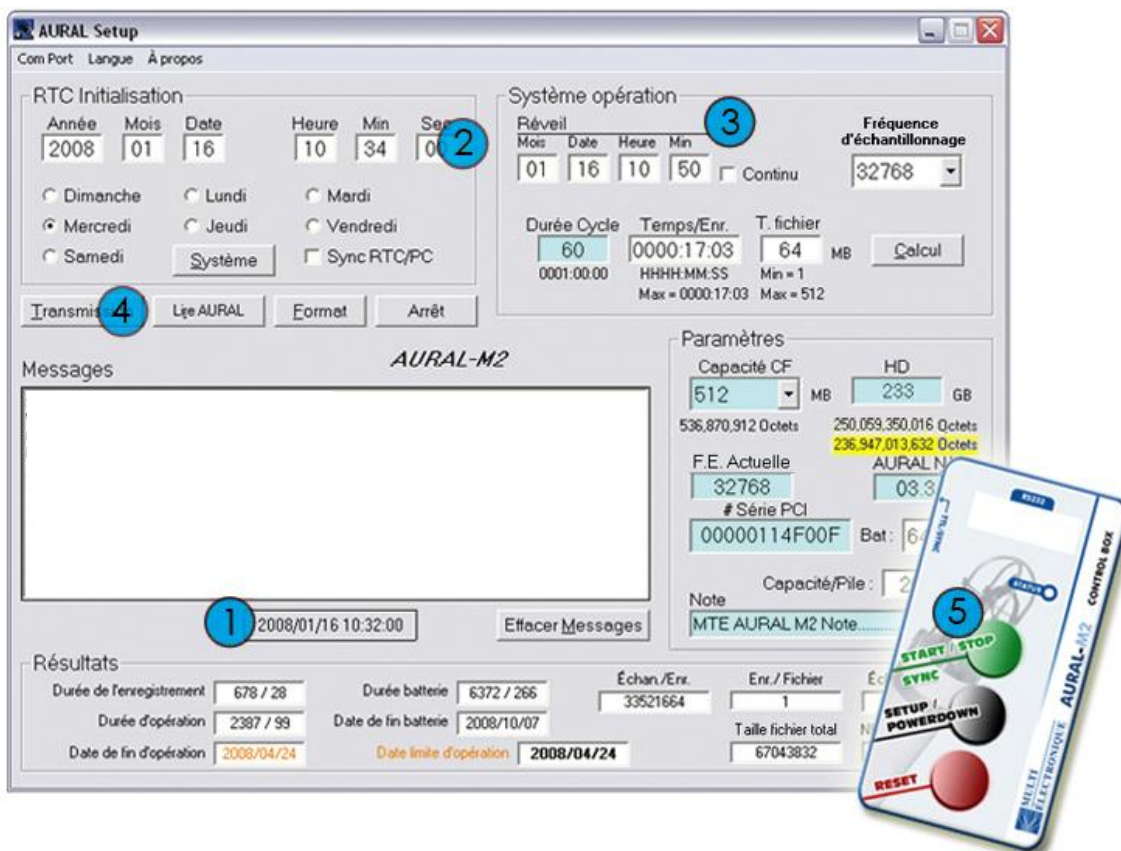 AURAL Setup
Com Port Langue À propos
RTC Initialisation
Année Mois Date Heure Min Sec
2008 01 16 10 34 00
2
Dimanche Lundi Mardi
Mercredi Jeudi Vendredi
Samedi Système Sync RTC/PC
Système opération
3
Réveil
Mois Date Heure Min
01 16 10 50 Continu
Fréquence
d'échantillonnage
32768
Durée Cycle Temps/Enr. T. fichier
60 0000:17:03 64 MB Calcul
0001:00:00 HHHH:MM:SS Min = 1
Max = 0000:17:03 Max = 512
4 Lire AURAL Format Arrêt
AURAL-M2
Messages
1
2008/01/16 10:32:00
Effacer Messages
Paramètres
Capacité CF HD
512 MB 233 GB
536,870,912 Octets 250,059,350,016 Octets
236,947,013,632 Octets
F.E. Actuelle AURAL
32768 03.3
# Série PCI
00000114F00F Bat :
Capacité/Pile :
Note
MTE AURAL M2 Note..........
Résultats
Durée de l'enregistrement 678 / 28
Durée d'opération 2387 / 99
Date de fin d'opération 2008/04/24
Durée batterie 6372 / 266
Date de fin batterie 2008/10/07
Date limite d'opération 2008/04/24
Échan./Enr.
33521664
Enr./ Fichier
1
Taille fichier total
67043832
RS232
TTL/SYNC
STATUS
5
START / STOP
SYNC
SETUP /
POWERDOWN
RESET
MULTI
ÉLECTRONIQUE
AURAL-M2 CONTROL BOX